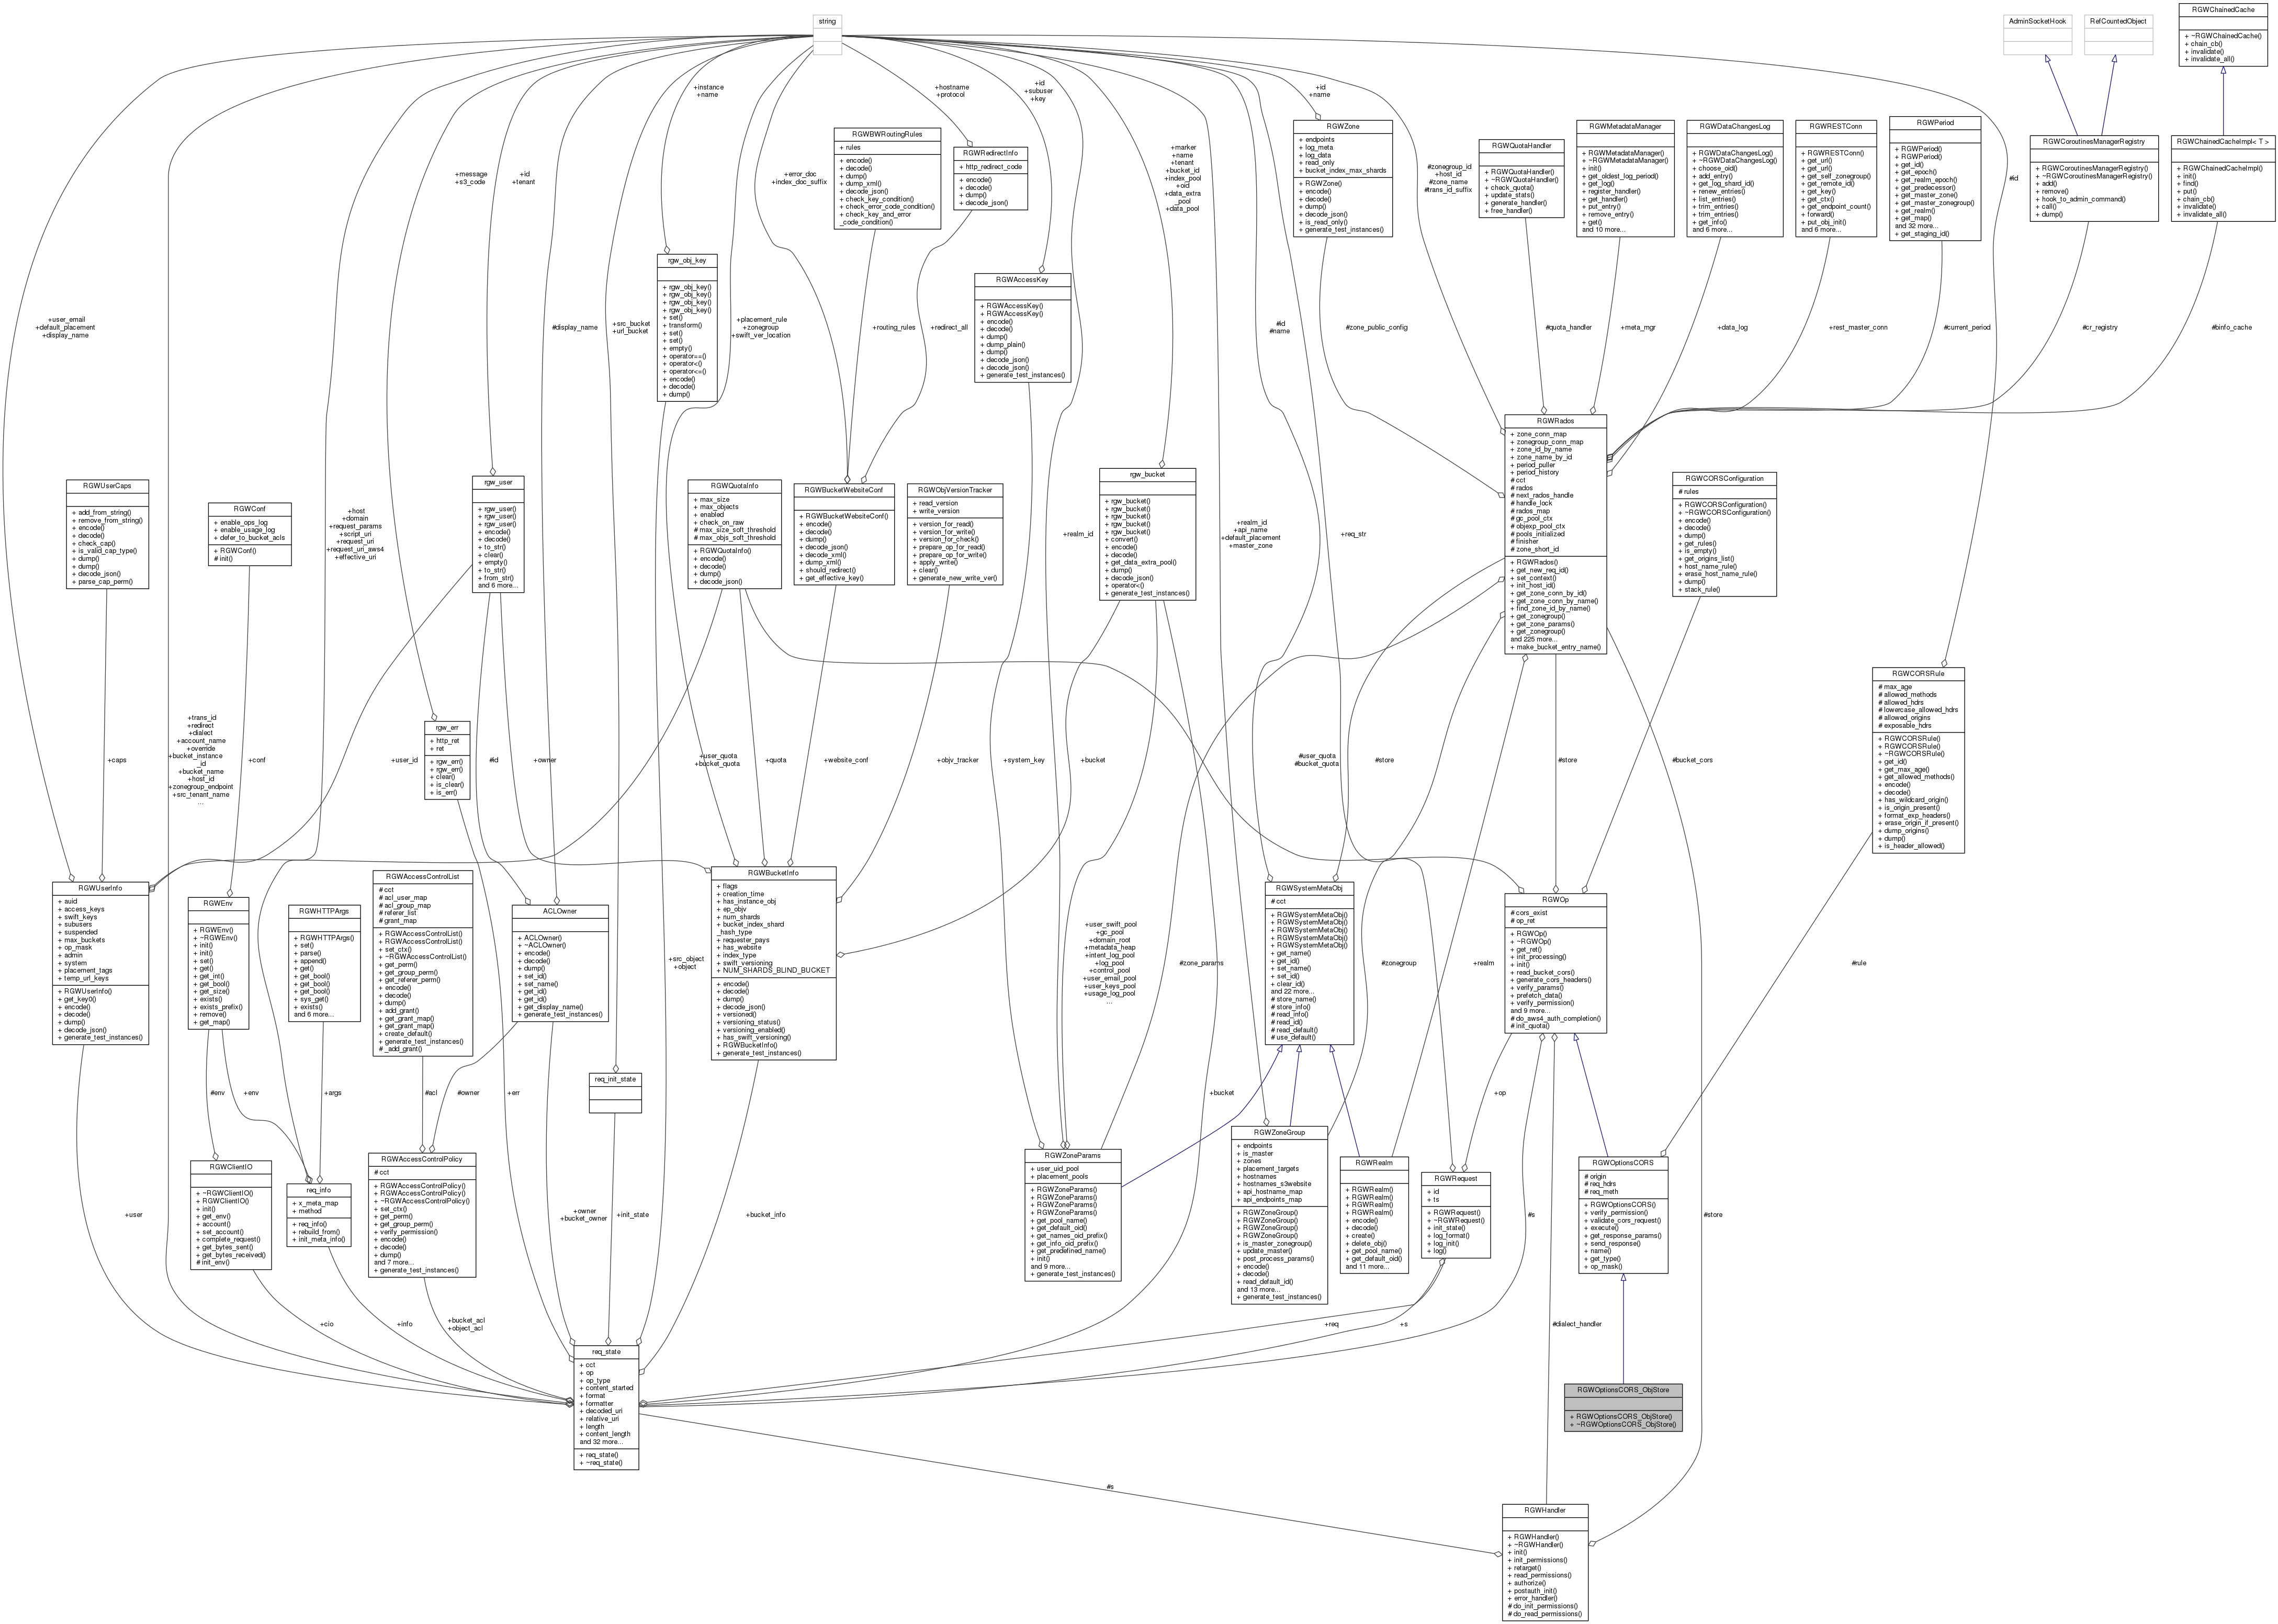 string
AdminSocketHook
RefCountedObject
RGWChainedCache
+ ~RGWChainedCache()
+ chain_cb()
+ invalidate()
+ invalidate_all()
+instance
+name
+hostname
+protocol
+id
+subuser
+key
+id
+name
RGWBWRoutingRules
+ rules
+ encode()
+ decode()
+ dump()
+ dump_xml()
+ decode_json()
+ check_key_condition()
+ check_error_code_condition()
+ check_key_and_error
_code_condition()
RGWRedirectInfo
+ http_redirect_code
+ encode()
+ decode()
+ dump()
+ decode_json()
+message
+s3_code
+id
+tenant
+error_doc
+index_doc_suffix
+marker
+name
+tenant
+bucket_id
+index_pool
+oid
+data_extra
_pool
+data_pool
RGWZone
+ endpoints
+ log_meta
+ log_data
+ read_only
+ bucket_index_max_shards
+ RGWZone()
+ encode()
+ decode()
+ dump()
+ decode_json()
+ is_read_only()
+ generate_test_instances()
#zonegroup_id
+host_id
#zone_name
#trans_id_suffix
RGWQuotaHandler
+ RGWQuotaHandler()
+ ~RGWQuotaHandler()
+ check_quota()
+ update_stats()
+ generate_handler()
+ free_handler()
RGWMetadataManager
+ RGWMetadataManager()
+ ~RGWMetadataManager()
+ init()
+ get_oldest_log_period()
+ get_log()
+ register_handler()
+ get_handler()
+ put_entry()
+ remove_entry()
+ get()
and 10 more...
RGWDataChangesLog
+ RGWDataChangesLog()
+ ~RGWDataChangesLog()
+ choose_oid()
+ add_entry()
+ get_log_shard_id()
+ renew_entries()
+ list_entries()
+ trim_entries()
+ trim_entries()
+ get_info()
and 6 more...
RGWRESTConn
+ RGWRESTConn()
+ get_url()
+ get_url()
+ get_self_zonegroup()
+ get_remote_id()
+ get_key()
+ get_ctx()
+ get_endpoint_count()
+ forward()
+ put_obj_init()
and 6 more...
RGWPeriod
+ RGWPeriod()
+ RGWPeriod()
+ get_id()
+ get_epoch()
+ get_realm_epoch()
+ get_predecessor()
+ get_master_zone()
+ get_master_zonegroup()
+ get_realm()
+ get_map()
and 32 more...
+ get_staging_id()
#id
RGWCoroutinesManagerRegistry
+ RGWCoroutinesManagerRegistry()
+ ~RGWCoroutinesManagerRegistry()
+ add()
+ remove()
+ hook_to_admin_command()
+ call()
+ dump()
RGWChainedCacheImpl< T >
+ RGWChainedCacheImpl()
+ init()
+ find()
+ put()
+ chain_cb()
+ invalidate()
+ invalidate_all()
rgw_obj_key
+ rgw_obj_key()
+ rgw_obj_key()
+ rgw_obj_key()
+ rgw_obj_key()
+ set()
+ transform()
+ set()
+ set()
+ empty()
+ operator==()
+ operator<()
+ operator<=()
+ encode()
+ decode()
+ dump()
RGWAccessKey
+ RGWAccessKey()
+ RGWAccessKey()
+ encode()
+ decode()
+ dump()
+ dump_plain()
+ dump()
+ decode_json()
+ decode_json()
+ generate_test_instances()
+user_email
+default_placement
+display_name
#display_name
+src_bucket
+url_bucket
+placement_rule
+zonegroup
+swift_ver_location
+routing_rules
+redirect_all
#id
#name
#zone_public_config
#quota_handler
+meta_mgr
+data_log
+rest_master_conn
#current_period
#cr_registry
#binfo_cache
RGWRados
+ zone_conn_map
+ zonegroup_conn_map
+ zone_id_by_name
+ zone_name_by_id
+ period_puller
+ period_history
# cct
# rados
# next_rados_handle
# handle_lock
# rados_map
# gc_pool_ctx
# objexp_pool_ctx
# pools_initialized
# finisher
# zone_short_id
+ RGWRados()
+ get_new_req_id()
+ set_context()
+ init_host_id()
+ get_zone_conn_by_id()
+ get_zone_conn_by_name()
+ find_zone_id_by_name()
+ get_zonegroup()
+ get_zone_params()
+ get_zonegroup()
and 225 more...
+ make_bucket_entry_name()
RGWUserCaps
+ add_from_string()
+ remove_from_string()
+ encode()
+ decode()
+ check_cap()
+ is_valid_cap_type()
+ dump()
+ dump()
+ decode_json()
+ parse_cap_perm()
RGWConf
+ enable_ops_log
+ enable_usage_log
+ defer_to_bucket_acls
+ RGWConf()
# init()
+host
+domain
+request_params
+script_uri
+request_uri
+request_uri_aws4
+effective_uri
rgw_user
+ rgw_user()
+ rgw_user()
+ rgw_user()
+ encode()
+ decode()
+ to_str()
+ clear()
+ empty()
+ to_str()
+ from_str()
and 6 more...
RGWQuotaInfo
+ max_size
+ max_objects
+ enabled
+ check_on_raw
# max_size_soft_threshold
# max_objs_soft_threshold
+ RGWQuotaInfo()
+ encode()
+ decode()
+ dump()
+ decode_json()
RGWBucketWebsiteConf
+ RGWBucketWebsiteConf()
+ encode()
+ decode()
+ dump()
+ decode_json()
+ decode_xml()
+ dump_xml()
+ should_redirect()
+ get_effective_key()
RGWObjVersionTracker
+ read_version
+ write_version
+ version_for_read()
+ version_for_write()
+ version_for_check()
+ prepare_op_for_read()
+ prepare_op_for_write()
+ apply_write()
+ clear()
+ generate_new_write_ver()
+realm_id
rgw_bucket
+ rgw_bucket()
+ rgw_bucket()
+ rgw_bucket()
+ rgw_bucket()
+ rgw_bucket()
+ convert()
+ encode()
+ decode()
+ get_data_extra_pool()
+ dump()
+ decode_json()
+ operator<()
+ generate_test_instances()
+realm_id
+api_name
+default_placement
+master_zone
+req_str
RGWCORSConfiguration
# rules
+ RGWCORSConfiguration()
+ ~RGWCORSConfiguration()
+ encode()
+ decode()
+ dump()
+ get_rules()
+ is_empty()
+ get_origins_list()
+ host_name_rule()
+ erase_host_name_rule()
+ dump()
+ stack_rule()
RGWCORSRule
# max_age
# allowed_methods
# allowed_hdrs
# lowercase_allowed_hdrs
# allowed_origins
# exposable_hdrs
+ RGWCORSRule()
+ RGWCORSRule()
+ ~RGWCORSRule()
+ get_id()
+ get_max_age()
+ get_allowed_methods()
+ encode()
+ decode()
+ has_wildcard_origin()
+ is_origin_present()
+ format_exp_headers()
+ erase_origin_if_present()
+ dump_origins()
+ dump()
+ is_header_allowed()
+caps
+trans_id
+redirect
+dialect
+account_name
+override
+bucket_instance
_id
+bucket_name
+host_id
+zonegroup_endpoint
+src_tenant_name
...
+conf
+user_id
rgw_err
+ http_ret
+ ret
+ rgw_err()
+ rgw_err()
+ clear()
+ is_clear()
+ is_err()
#id
+owner
+user_quota
+bucket_quota
+quota
+website_conf
+objv_tracker
+system_key
+bucket
#user_quota
#bucket_quota
#store
#store
#bucket_cors
RGWUserInfo
+ auid
+ access_keys
+ swift_keys
+ subusers
+ suspended
+ max_buckets
+ op_mask
+ admin
+ system
+ placement_tags
+ temp_url_keys
+ RGWUserInfo()
+ get_key0()
+ encode()
+ decode()
+ dump()
+ decode_json()
+ generate_test_instances()
RGWEnv
+ RGWEnv()
+ ~RGWEnv()
+ init()
+ init()
+ set()
+ get()
+ get_int()
+ get_bool()
+ get_size()
+ exists()
+ exists_prefix()
+ remove()
+ get_map()
RGWHTTPArgs
+ RGWHTTPArgs()
+ set()
+ parse()
+ append()
+ get()
+ get_bool()
+ get_bool()
+ get_bool()
+ sys_get()
+ exists()
and 6 more...
RGWAccessControlList
# cct
# acl_user_map
# acl_group_map
# referer_list
# grant_map
+ RGWAccessControlList()
+ RGWAccessControlList()
+ set_ctx()
+ ~RGWAccessControlList()
+ get_perm()
+ get_group_perm()
+ get_referer_perm()
+ encode()
+ decode()
+ dump()
+ add_grant()
+ get_grant_map()
+ get_grant_map()
+ create_default()
+ generate_test_instances()
# _add_grant()
ACLOwner
+ ACLOwner()
+ ~ACLOwner()
+ encode()
+ decode()
+ dump()
+ set_id()
+ set_name()
+ get_id()
+ get_id()
+ get_display_name()
+ generate_test_instances()
+src_object
+object
RGWBucketInfo
+ flags
+ creation_time
+ has_instance_obj
+ ep_objv
+ num_shards
+ bucket_index_shard
_hash_type
+ requester_pays
+ has_website
+ index_type
+ swift_versioning
+ NUM_SHARDS_BLIND_BUCKET
+ encode()
+ decode()
+ dump()
+ decode_json()
+ versioned()
+ versioning_status()
+ versioning_enabled()
+ has_swift_versioning()
+ RGWBucketInfo()
+ generate_test_instances()
+user_swift_pool
+gc_pool
+domain_root
+metadata_heap
+intent_log_pool
+log_pool
+control_pool
+user_email_pool
+user_keys_pool
+usage_log_pool
...
#zone_params
RGWSystemMetaObj
# cct
+ RGWSystemMetaObj()
+ RGWSystemMetaObj()
+ RGWSystemMetaObj()
+ RGWSystemMetaObj()
+ RGWSystemMetaObj()
+ get_name()
+ get_id()
+ set_name()
+ set_id()
+ clear_id()
and 22 more...
# store_name()
# store_info()
# read_info()
# read_id()
# read_default()
# use_default()
#zonegroup
+realm
RGWOp
# cors_exist
# op_ret
+ RGWOp()
+ ~RGWOp()
+ get_ret()
+ init_processing()
+ init()
+ read_bucket_cors()
+ generate_cors_headers()
+ verify_params()
+ prefetch_data()
+ verify_permission()
and 9 more...
# do_aws4_auth_completion()
# init_quota()
#rule
#env
+env
+args
#acl
#owner
+err
req_init_state
+bucket
+op
RGWClientIO
+ ~RGWClientIO()
+ RGWClientIO()
+ init()
+ get_env()
+ account()
+ set_account()
+ complete_request()
+ get_bytes_sent()
+ get_bytes_received()
# init_env()
req_info
+ x_meta_map
+ method
+ req_info()
+ rebuild_from()
+ init_meta_info()
RGWAccessControlPolicy
# cct
+ RGWAccessControlPolicy()
+ RGWAccessControlPolicy()
+ ~RGWAccessControlPolicy()
+ set_ctx()
+ get_perm()
+ get_group_perm()
+ verify_permission()
+ encode()
+ decode()
+ dump()
and 7 more...
+ generate_test_instances()
RGWZoneParams
+ user_uid_pool
+ placement_pools
+ RGWZoneParams()
+ RGWZoneParams()
+ RGWZoneParams()
+ RGWZoneParams()
+ get_pool_name()
+ get_default_oid()
+ get_names_oid_prefix()
+ get_info_oid_prefix()
+ get_predefined_name()
+ init()
and 9 more...
+ generate_test_instances()
RGWZoneGroup
+ endpoints
+ is_master
+ zones
+ placement_targets
+ hostnames
+ hostnames_s3website
+ api_hostname_map
+ api_endpoints_map
+ RGWZoneGroup()
+ RGWZoneGroup()
+ RGWZoneGroup()
+ RGWZoneGroup()
+ is_master_zonegroup()
+ update_master()
+ post_process_params()
+ encode()
+ decode()
+ read_default_id()
and 13 more...
+ generate_test_instances()
RGWRealm
+ RGWRealm()
+ RGWRealm()
+ RGWRealm()
+ RGWRealm()
+ encode()
+ decode()
+ create()
+ delete_obj()
+ get_pool_name()
+ get_default_oid()
and 11 more...
RGWRequest
+ id
+ ts
+ RGWRequest()
+ ~RGWRequest()
+ init_state()
+ log_format()
+ log_init()
+ log()
RGWOptionsCORS
# origin
# req_hdrs
# req_meth
+ RGWOptionsCORS()
+ verify_permission()
+ validate_cors_request()
+ execute()
+ get_response_params()
+ send_response()
+ name()
+ get_type()
+ op_mask()
+user
+owner
+bucket_owner
+init_state
+bucket_info
#s
#store
+cio
+info
+bucket_acl
+object_acl
+req
+s
#dialect_handler
req_state
+ cct
+ op
+ op_type
+ content_started
+ format
+ formatter
+ decoded_uri
+ relative_uri
+ length
+ content_length
and 32 more...
+ req_state()
+ ~req_state()
RGWOptionsCORS_ObjStore
+ RGWOptionsCORS_ObjStore()
+ ~RGWOptionsCORS_ObjStore()
#s
RGWHandler
+ RGWHandler()
+ ~RGWHandler()
+ init()
+ init_permissions()
+ retarget()
+ read_permissions()
+ authorize()
+ postauth_init()
+ error_handler()
# do_init_permissions()
# do_read_permissions()